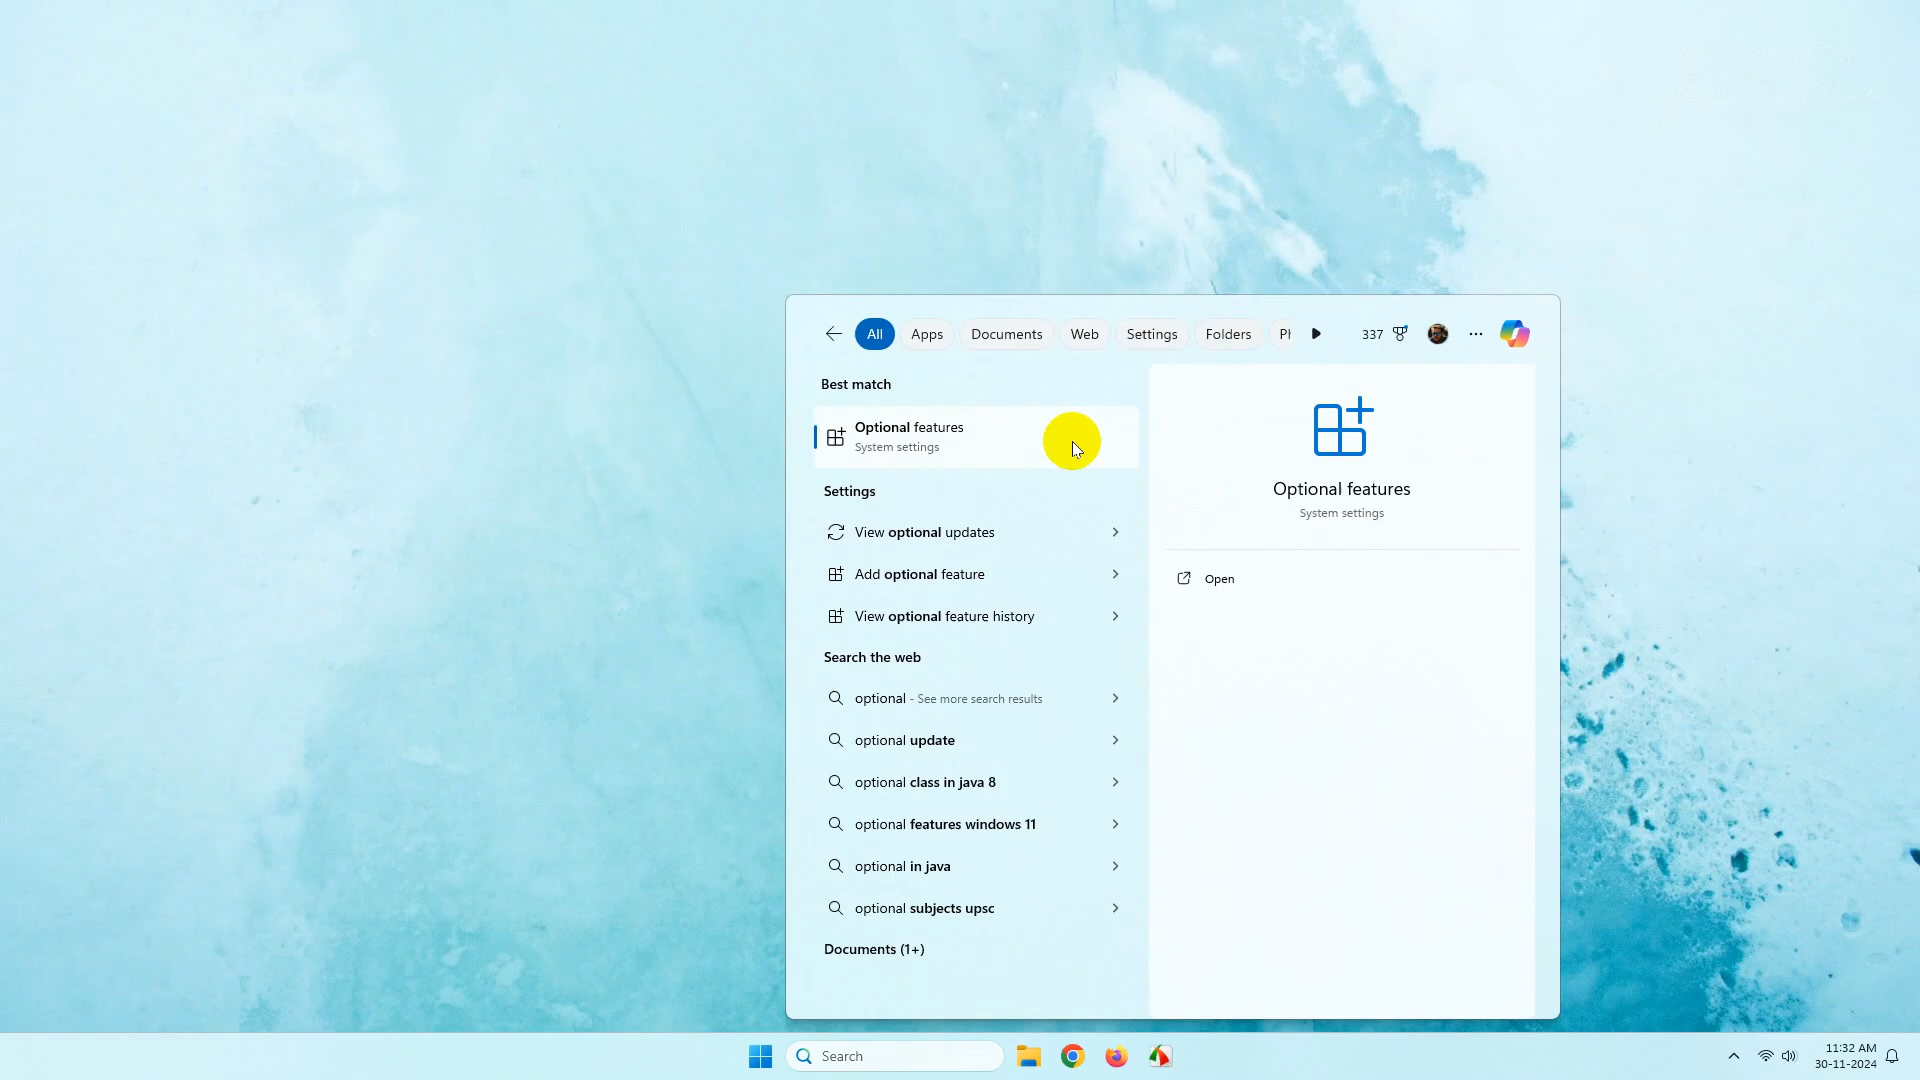 All
Apps
Documents
Web
Settings
Folders
337
Best match
Optional features
System settings
Settings
View optional updates
Add optional feature
View optional feature history
Search the web
optional - See more search results
optional update
optional class in java 8
optional features windows 11
optional in java
optional subjects upsc
Documents (1+)
Optional features
System settings
Open
Search
11:32 AM
30-11-2024